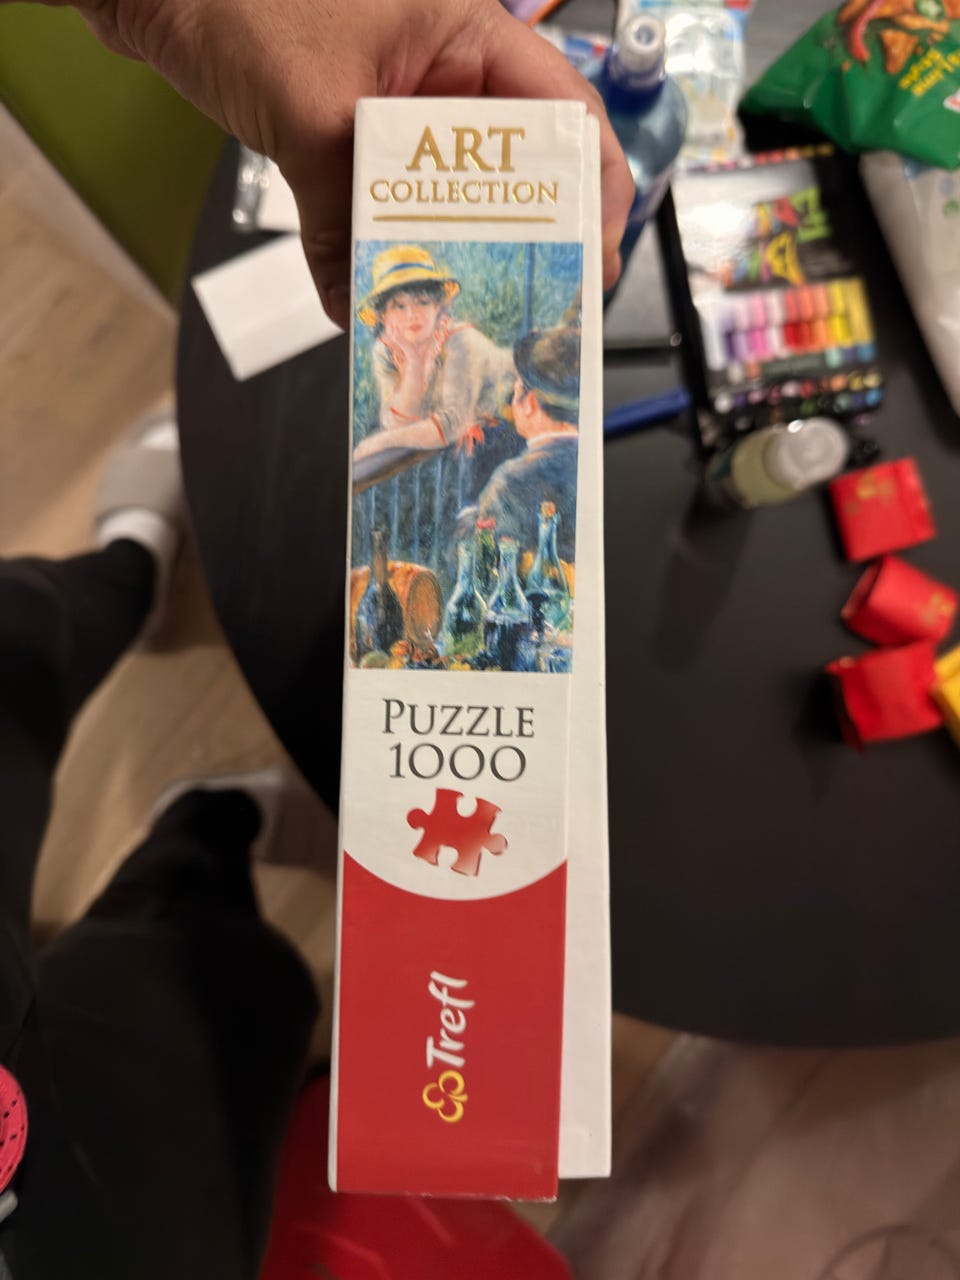 ART
COLLECTION
PUZZLE
1000
Trefl